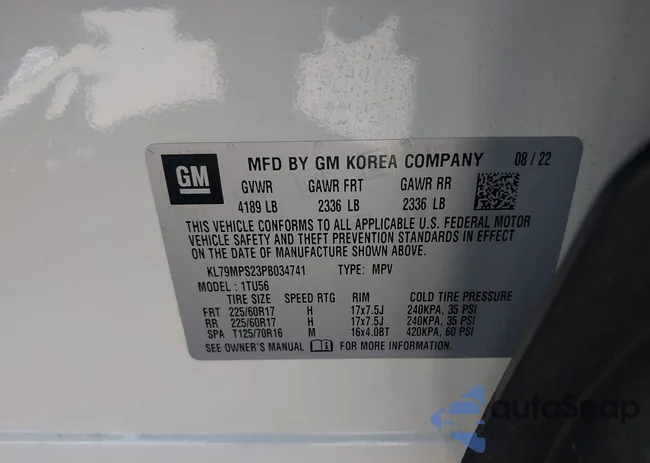 GM MFD BY GM KOREA COMPANY 08 / 22
GVWR GAWR FRT GAWR RR
4189 LB 2336 LB 2336 LB
THIS VEHICLE CONFORMS TO ALL APPLICABLE U.S. FEDERAL MOTOR
VEHICLE SAFETY AND THEFT PREVENTION STANDARDS IN EFFECT
ON THE DATE OF MANUFACTURE SHOWN ABOVE.
KL79MPS23PB034741 TYPE: MPV
MODEL : 1TU56
TIRE SIZE SPEED RTG RIM COLD TIRE PRESSURE
FRT 225/60R17 H 17x7.5J 240KPA, 35 PSI
RR 225/60R17 H 17x7.5J 240KPA, 35 PSI
SPA T125/70R16 M 16x4.0BT 420KPA, 60 PSI
SEE OWNER'S MANUAL FOR MORE INFORMATION.
autoSnap